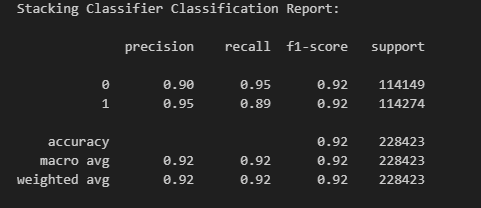 Stacking Classifier Classification Report:
precision recall f1-score support
0 0.90 0.95 0.92 114149
1 0.95 0.89 0.92 114274
accuracy 0.92 228423
macro avg 0.92 0.92 0.92 228423
weighted avg 0.92 0.92 0.92 228423